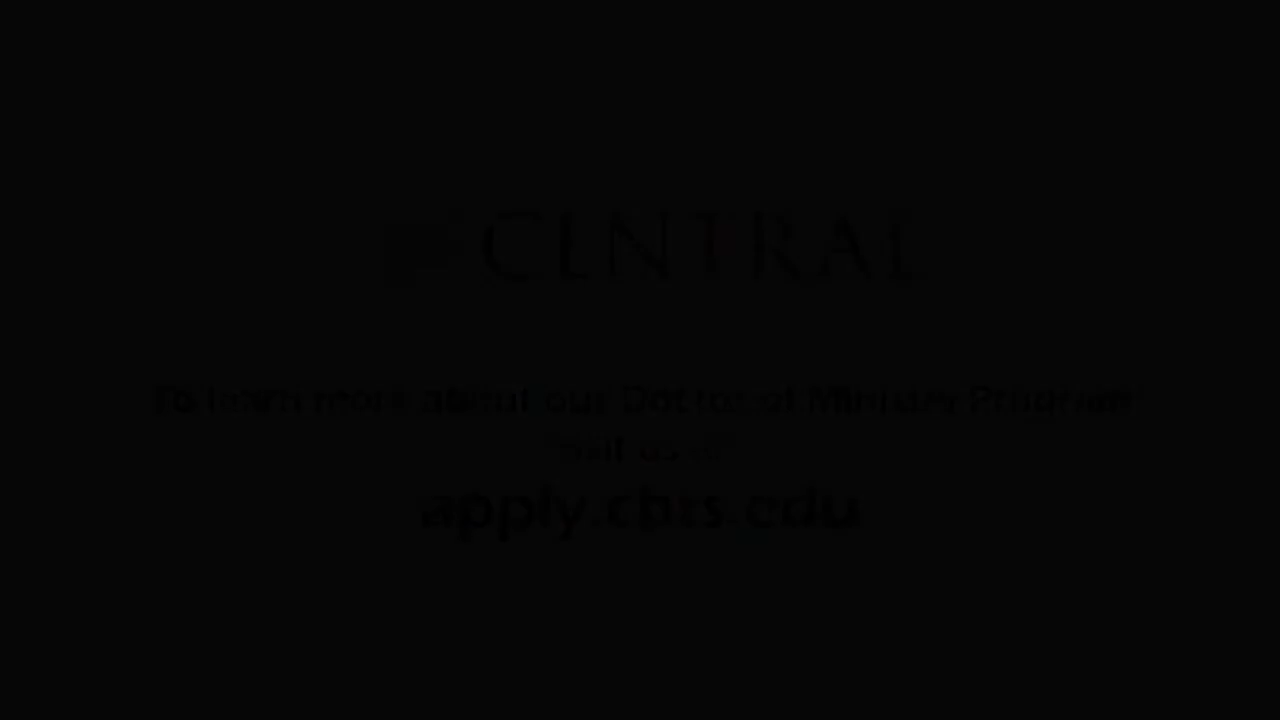 CENTRAL
To learn more about our Doctor of Ministry Program
visit us at
apply.cbts.edu